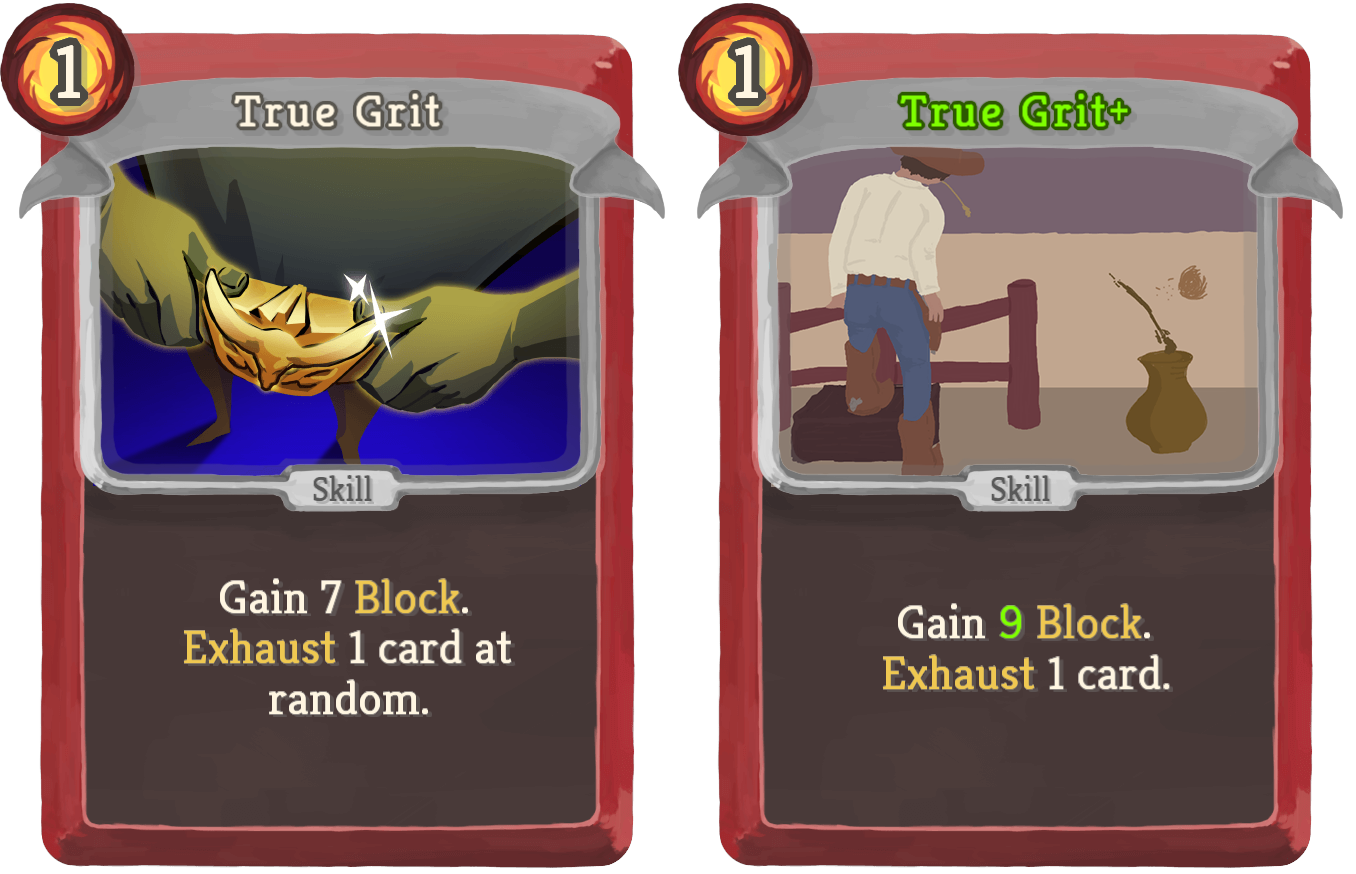 1
True Grit
Skill
Gain 7 Block.
Exhaust 1 card at
random.
1
True Grit+
Skill
Gain 9 Block.
Exhaust 1 card.